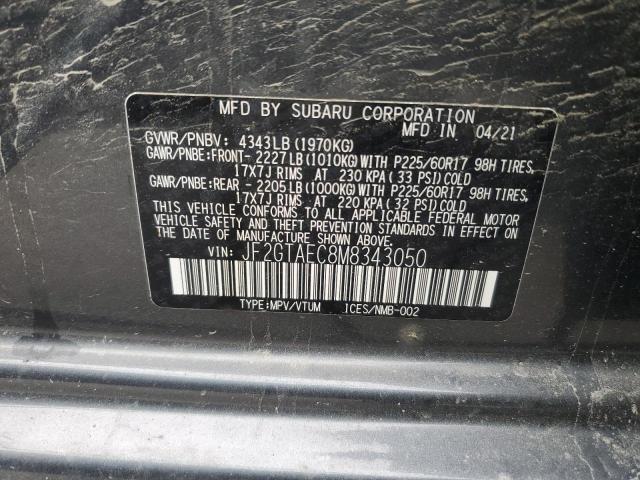 MFD BY SUBARU CORPORATION
MFD IN 04/21
GVWR/PNBV: 4343LB(1970KG)
GAWR/PNBE:FRONT- 2227LB(1010KG)WITH P225/60R17 98H TIRES,
17X7J RIMS AT 230 KPA(33 PSI)COLD
GAWR/PNBE:REAR - 2205LB(1000KG)WITH P225/60R17 98H TIRES,
17X7J RIMS AT 220 KPA(32 PSI)COLD
THIS VEHICLE CONFORMS TO ALL APPLICABLE FEDERAL MOTOR
VEHICLE SAFETY AND THEFT PREVENTION STANDARDS IN EFFECT ON
THE DATE OF MANUFACTURE SHOWN ABOVE.
VIN: JF2GTAEC8M8343050
TYPE:MPV/VTUM ICES/NMB-002